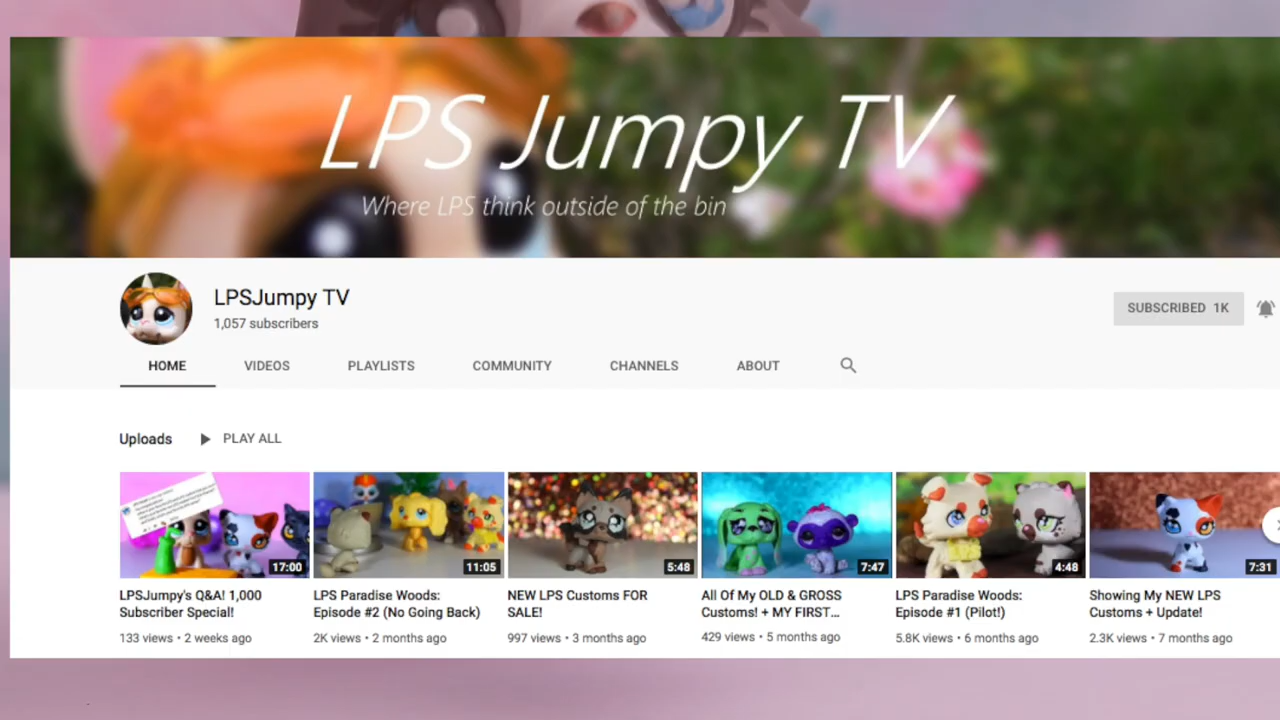 LPS Jumpy TV
Where LPS think outside of the bin
LPSJumpy TV
1,057 subscribers
SUBSCRIBED 1K
HOME VIDEOS PLAYLISTS COMMUNITY CHANNELS ABOUT
Uploads PLAY ALL
17:00
LPSJumpy's Q&A! 1,000
Subscriber Special!
133 views • 2 weeks ago
11:05
LPS Paradise Woods:
Episode #2 (No Going Back)
2K views • 2 months ago
5:48
NEW LPS Customs FOR
SALE!
997 views • 3 months ago
7:47
All Of My OLD & GROSS
Customs! + MY FIRST...
429 views • 5 months ago
4:48
LPS Paradise Woods:
Episode #1 (Pilot!)
5.8K views • 6 months ago
7:31
Showing My NEW LPS
Customs + Update!
2.3K views • 7 months ago